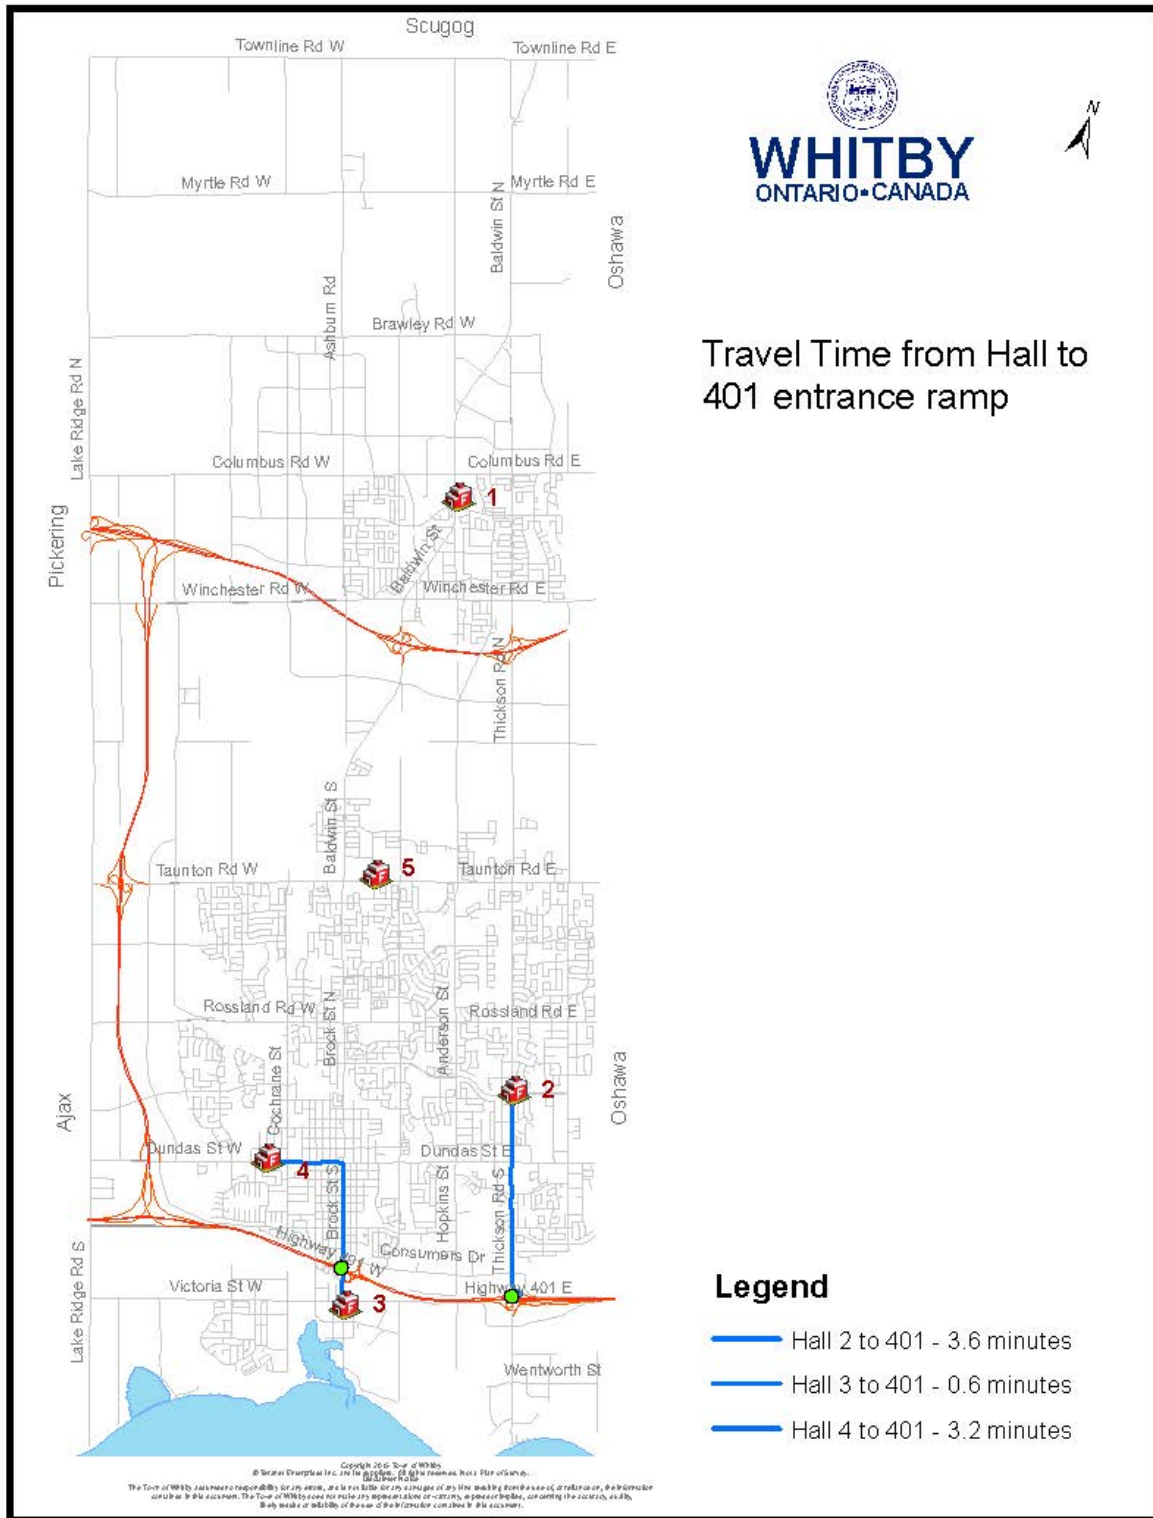 Scugog
Townline Rd W
Townline Rd E
WHITBY
ONTARIO•CANADA
N
Myrtle Rd W
Myrtle Rd E
Baldwin St N
Oshawa
Ashburn Rd
Brawley Rd W
Travel Time from Hall to
401 entrance ramp
Lake Ridge Rd N
Columbus Rd W
Columbus Rd E
1
Pickering
Baldwin St
Winchester Rd W
Winchester Rd E
Thickson Rd N
Baldwin St S
Taunton Rd W
5
Taunton Rd E
Rossland Rd W
Brock St N
Anderson St
Rossland Rd E
Cochrane St
2
Oshawa
Ajax
Dundas St W
4
Dundas St E
Brock St S
Hopkins St
Thickson Rd S
Highway 401 W
Consumers Dr
Lake Ridge Rd S
Victoria St W
3
Highway 401 E
Wentworth St
Legend
Hall 2 to 401 - 3.6 minutes
Hall 3 to 401 - 0.6 minutes
Hall 4 to 401 - 3.2 minutes